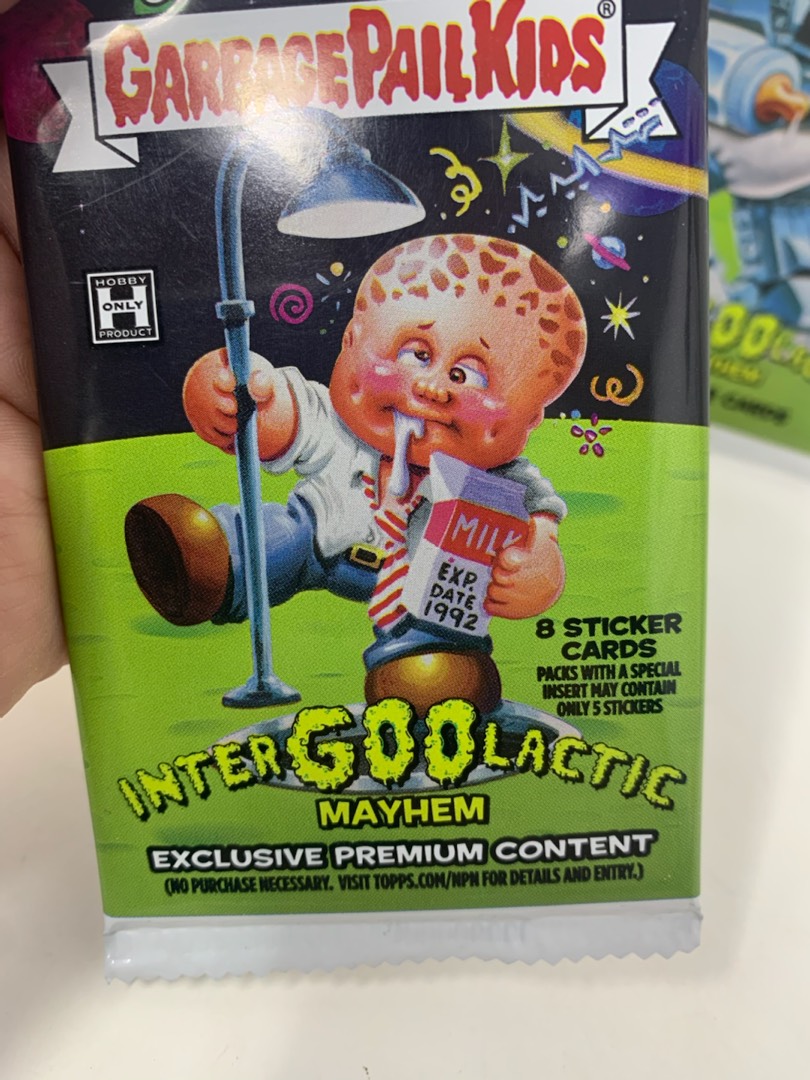 GARBAGE PAIL KIDS®
HOBBY
ONLY
H
PRODUCT
MILK
EXP.
DATE
1992
8 STICKER
CARDS
PACKS WITH A SPECIAL
INSERT MAY CONTAIN
ONLY 5 STICKERS
INTERGOOLACTIC
MAYHEM
EXCLUSIVE PREMIUM CONTENT
(NO PURCHASE NECESSARY. VISIT TOPPS.COM/NPN FOR DETAILS AND ENTRY.)